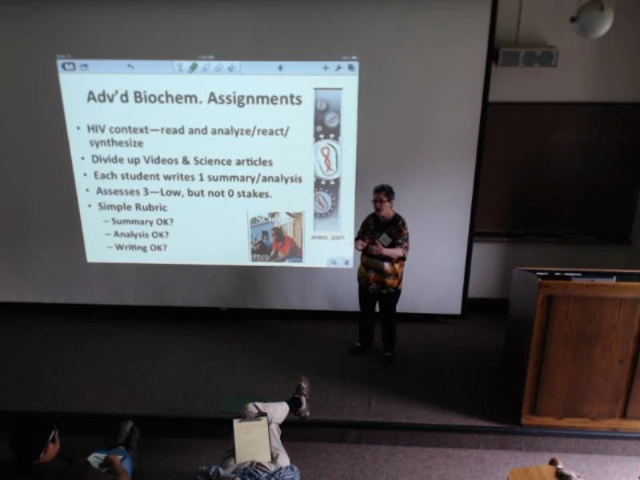 Adv'd Biochem. Assignments
• HIV context—read and analyze/react/
synthesize
• Divide up Videos & Science articles
• Each student writes 1 summary/analysis
• Assesses 3—Low, but not 0 stakes.
• Simple Rubric
– Summary OK?
– Analysis OK?
– Writing OK?